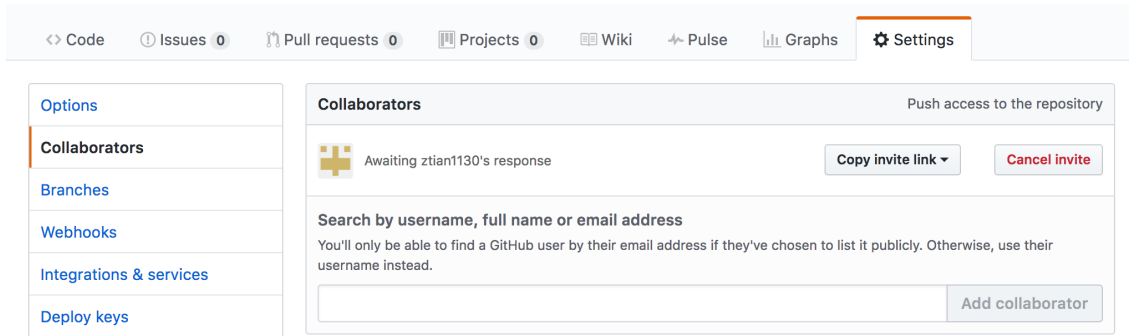 Code Issues 0 Pull requests 0 Projects 0 Wiki Pulse Graphs Settings
Options
Collaborators
Branches
Webhooks
Integrations & services
Deploy keys
Collaborators Push access to the repository
Awaiting ztian1130's response Copy invite link Cancel invite
Search by username, full name or email address
You'll only be able to find a GitHub user by their email address if they've chosen to list it publicly. Otherwise, use their
username instead.
Add collaborator